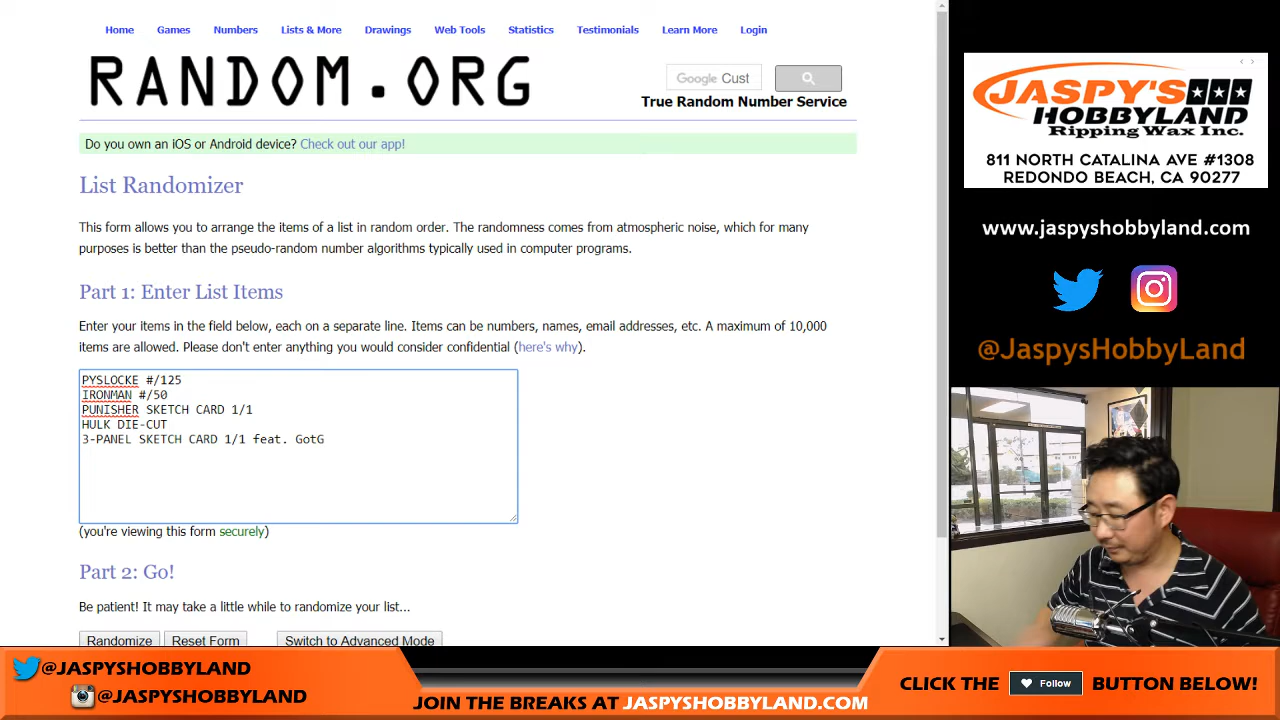 Home Games Numbers Lists & More Drawings Web Tools Statistics Testimonials Learn More Login
RANDOM.ORG
Google Cust
True Random Number Service
Do you own an iOS or Android device? Check out our app!
List Randomizer
This form allows you to arrange the items of a list in random order. The randomness comes from atmospheric noise, which for many
purposes is better than the pseudo-random number algorithms typically used in computer programs.
Part 1: Enter List Items
Enter your items in the field below, each on a separate line. Items can be numbers, names, email addresses, etc. A maximum of 10,000
items are allowed. Please don't enter anything you would consider confidential (here's why).
PYSLOCKE #/125
IRONMAN #/50
PUNISHER SKETCH CARD 1/1
HULK DIE-CUT
3-PANEL SKETCH CARD 1/1 feat. GotG
(you're viewing this form securely)
Part 2: Go!
Be patient! It may take a little while to randomize your list...
Randomize Reset Form Switch to Advanced Mode
JASPY'S
HOBBYLAND
Ripping Wax Inc.
811 NORTH CATALINA AVE #1308
REDONDO BEACH, CA 90277
www.jaspyshobbyland.com
@JaspysHobbyLand
@JASPYSHOBBYLAND
@JASPYSHOBBYLAND
JOIN THE BREAKS AT JASPYSHOBBYLAND.COM
CLICK THE Follow BUTTON BELOW!